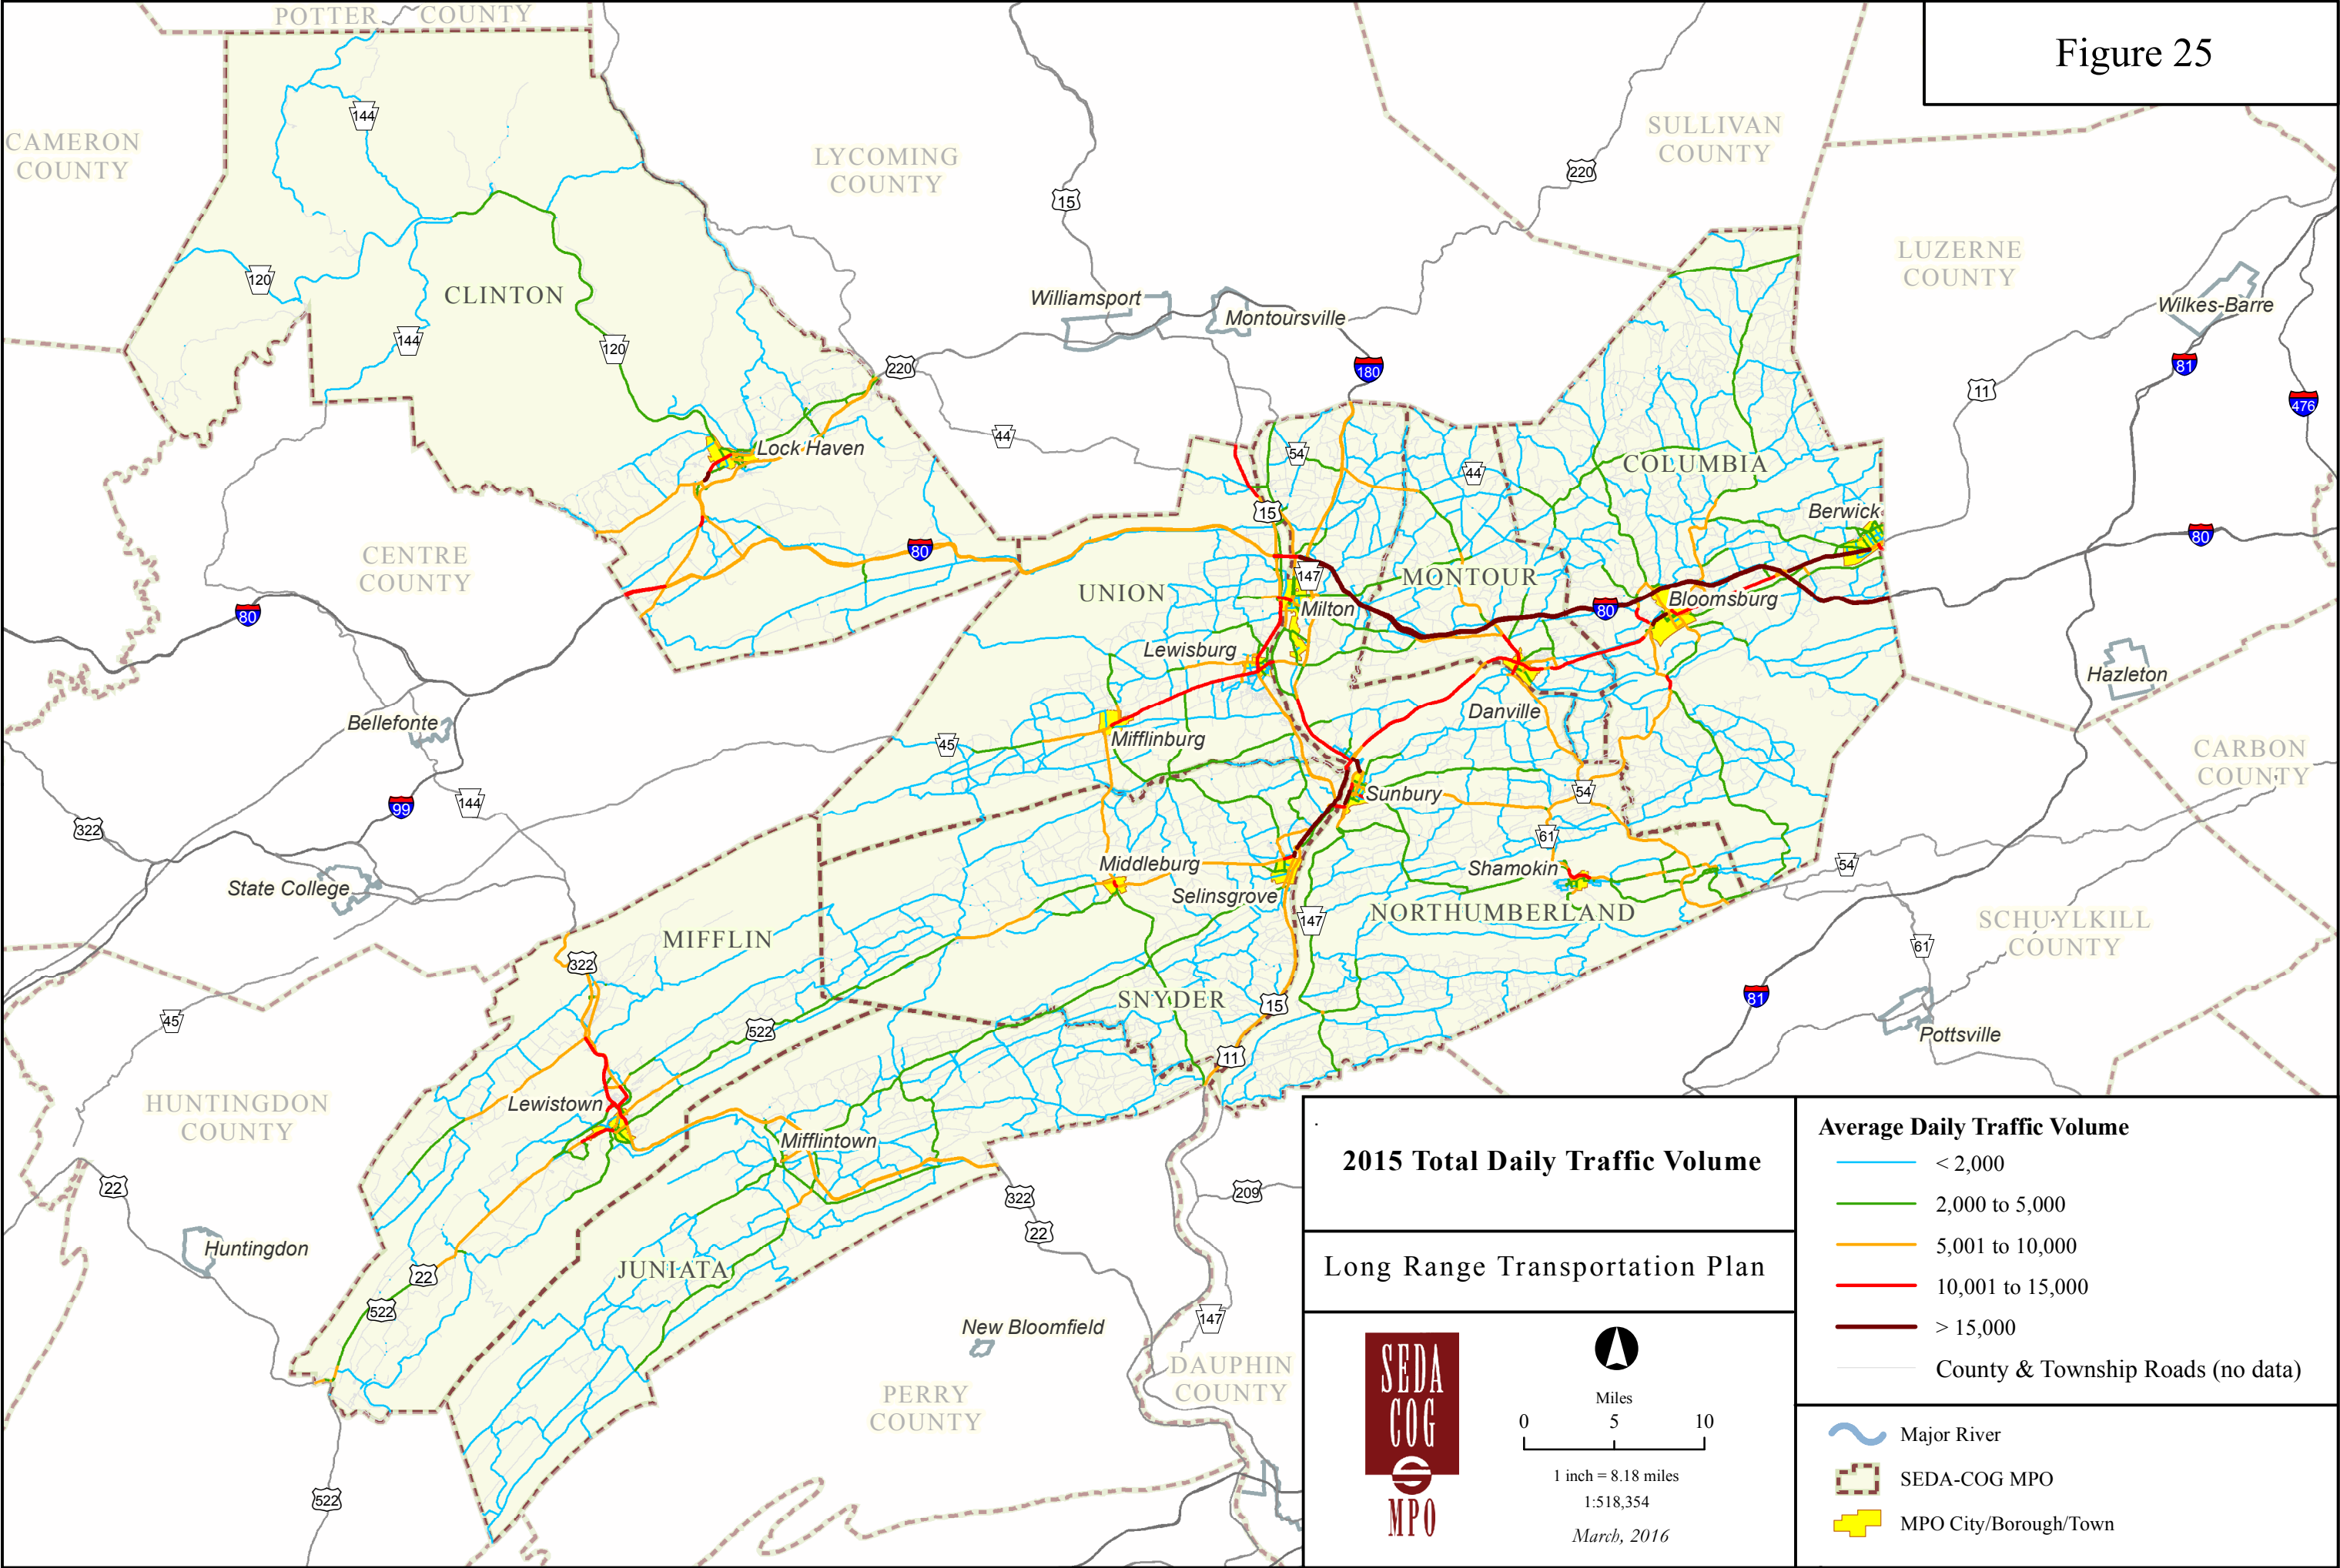 Figure 25
POTTER COUNTY
CAMERON
COUNTY
144
LYCOMING
COUNTY
15
SULLIVAN
COUNTY
220
LUZERNE
COUNTY
120
CLINTON
144
120
Williamsport
Montoursville
Wilkes-Barre
220
180
81
11
476
44
Lock Haven
54
44
COLUMBIA
15
Berwick
80
CENTRE
COUNTY
80
80
UNION
147
MONTOUR
Milton
80
Bloomsburg
Lewisburg
Hazleton
Danville
Bellefonte
45
Mifflinburg
CARBON
COUNTY
99
144
322
Sunbury
54
61
Middleburg
Shamokin
54
State College
Selinsgrove
147
NORTHUMBERLAND
SCHUYLKILL
COUNTY
61
MIFFLIN
322
SNYDER
15
81
45
522
Pottsville
11
HUNTINGDON
COUNTY
Lewistown
Mifflintown
22
322
209
22
Huntingdon
JUNIATA
22
522
147
New Bloomfield
DAUPHIN
COUNTY
PERRY
COUNTY
522
2015 Total Daily Traffic Volume
Long Range Transportation Plan
SEDA
COG
MPO
Miles
0 5 10
1 inch = 8.18 miles
1:518,354
March, 2016
Average Daily Traffic Volume
< 2,000
2,000 to 5,000
5,001 to 10,000
10,001 to 15,000
> 15,000
County & Township Roads (no data)
Major River
SEDA-COG MPO
MPO City/Borough/Town